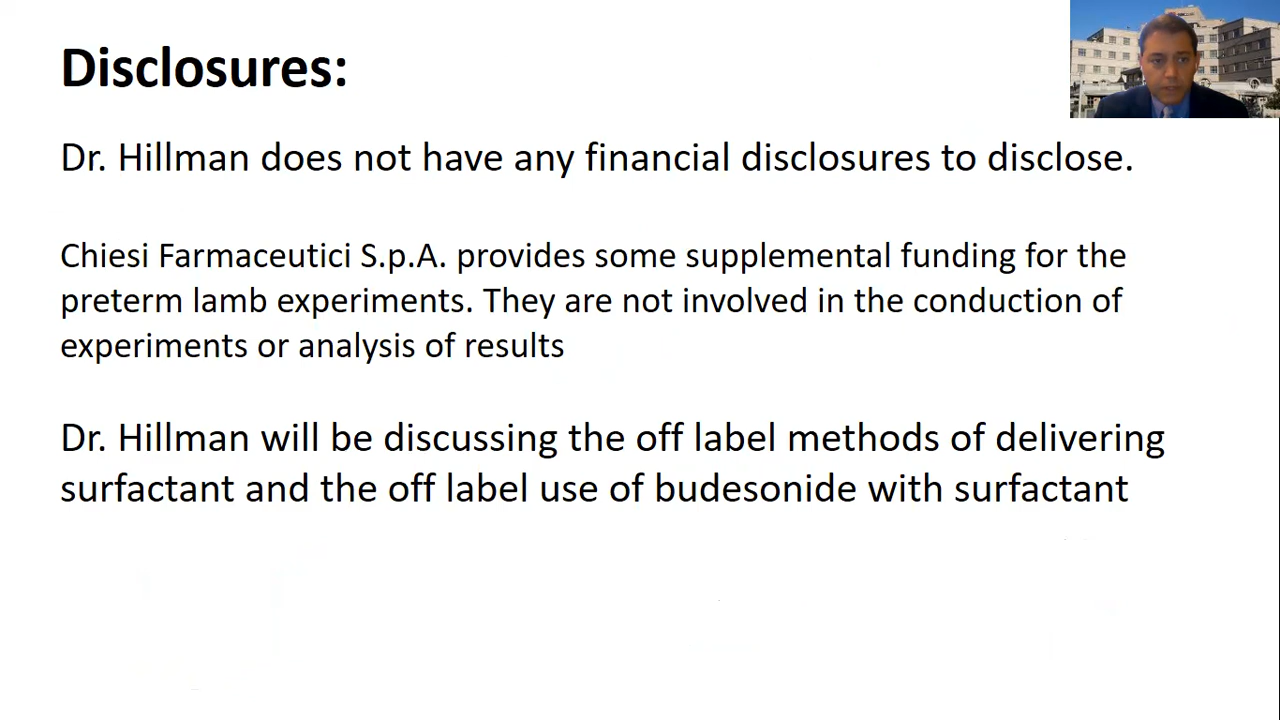 Disclosures:
Dr. Hillman does not have any financial disclosures to disclose.
Chiesi Farmaceutici S.p.A. provides some supplemental funding for the
preterm lamb experiments. They are not involved in the conduction of
experiments or analysis of results
Dr. Hillman will be discussing the off label methods of delivering
surfactant and the off label use of budesonide with surfactant